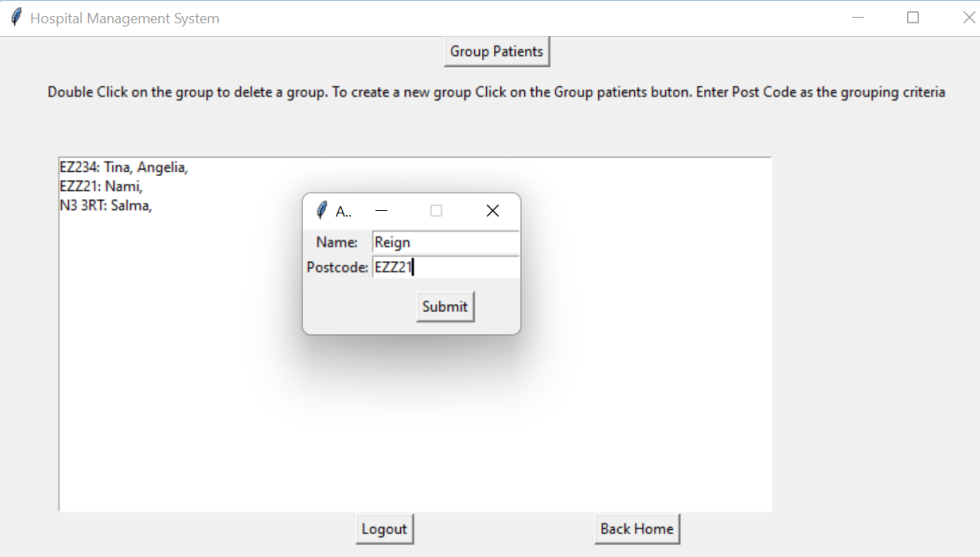 Hospital Management System
Group Patients
Double Click on the group to delete a group. To create a new group Click on the Group patients buton. Enter Post Code as the grouping criteria
EZ234: Tina, Angelia,
EZZ21: Nami,
N3 3RT: Salma,
A..
Name: Reign
Postcode: EZZ21
Submit
Logout Back Home